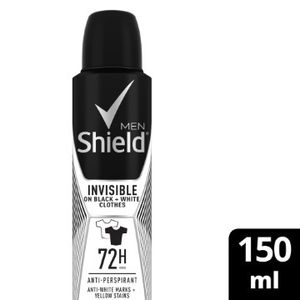 MEN
Shield
INVISIBLE
ON BLACK + WHITE
CLOTHES
72H
ANTI-PERSPIRANT
ANTI-WHITE MARKS +
YELLOW STAINS
150
ml